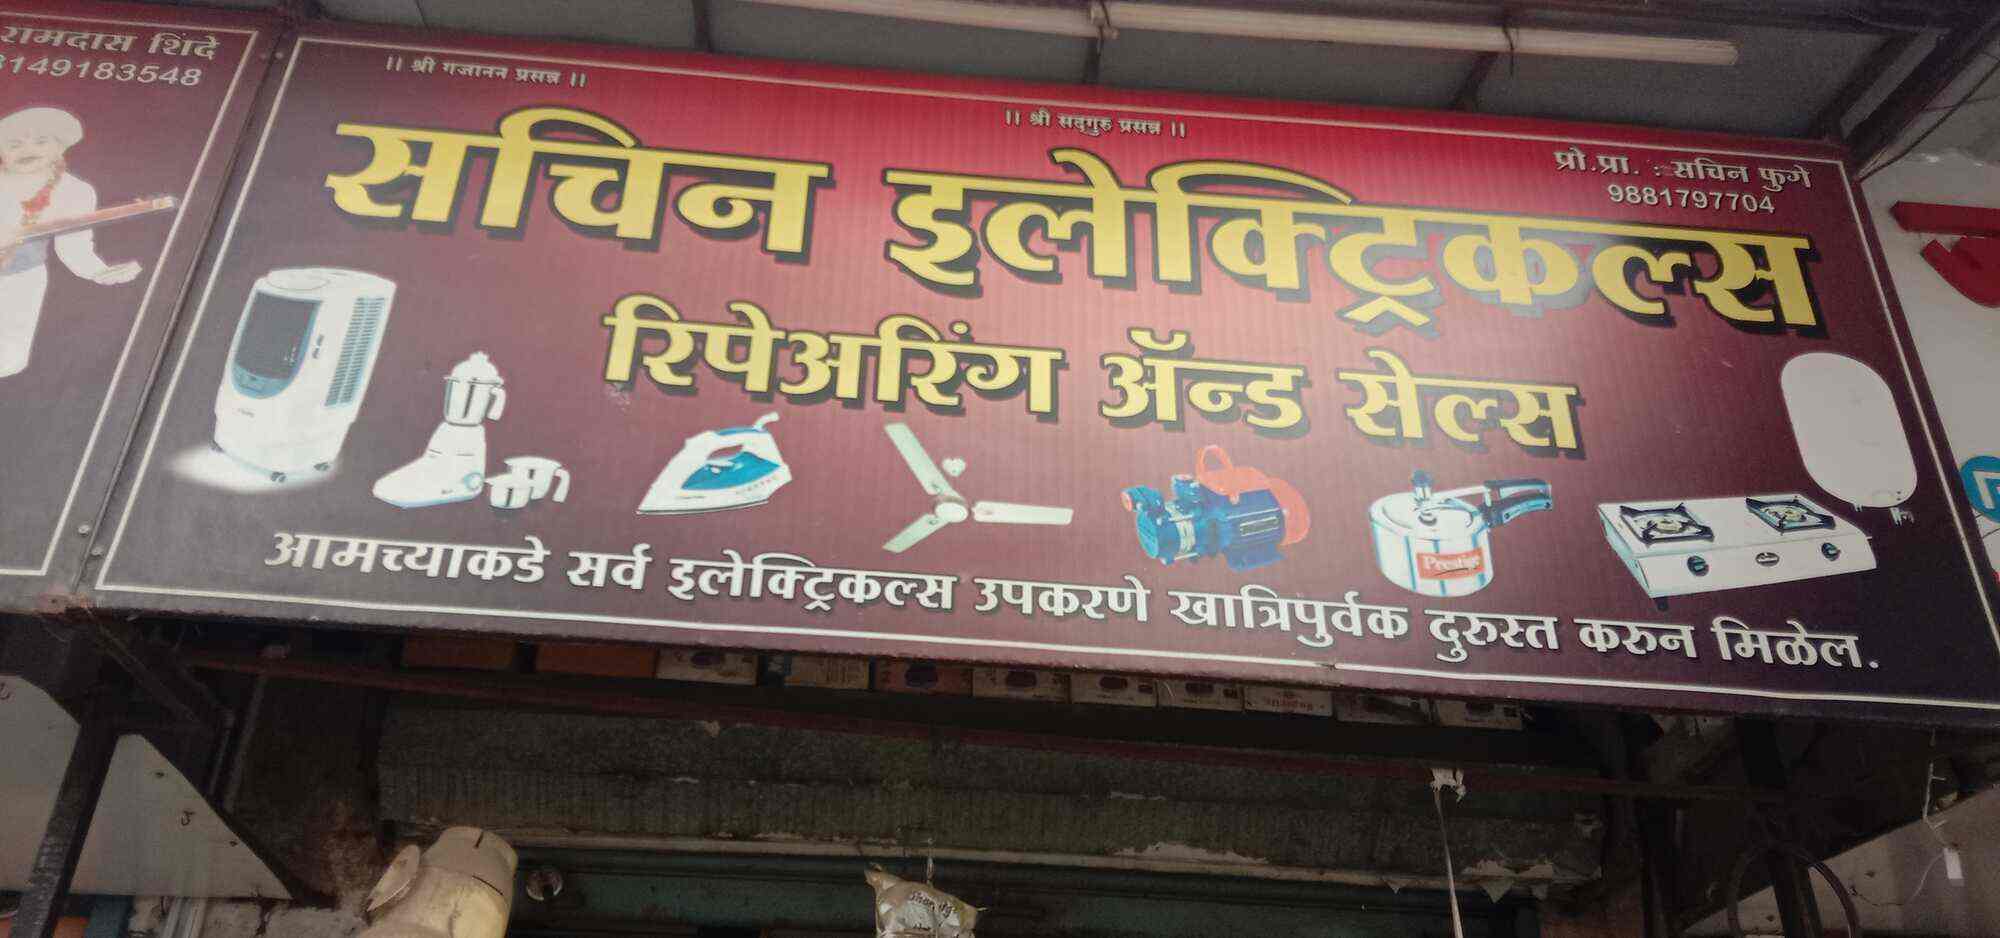 रामदास शिंदे
8149183548
।। श्री गजानन प्रसन्न ।।
।। श्री सद्गुरु प्रसन्न ।।
प्रो.प्रा. : सचिन फुगे
9881797704
सचिन इलेक्ट्रिकल्स
रिपेअरिंग ॲन्ड सेल्स
Prestige
आमच्याकडे सर्व इलेक्ट्रिकल्स उपकरणे खात्रिपुर्वक दुरुस्त करुन मिळेल.